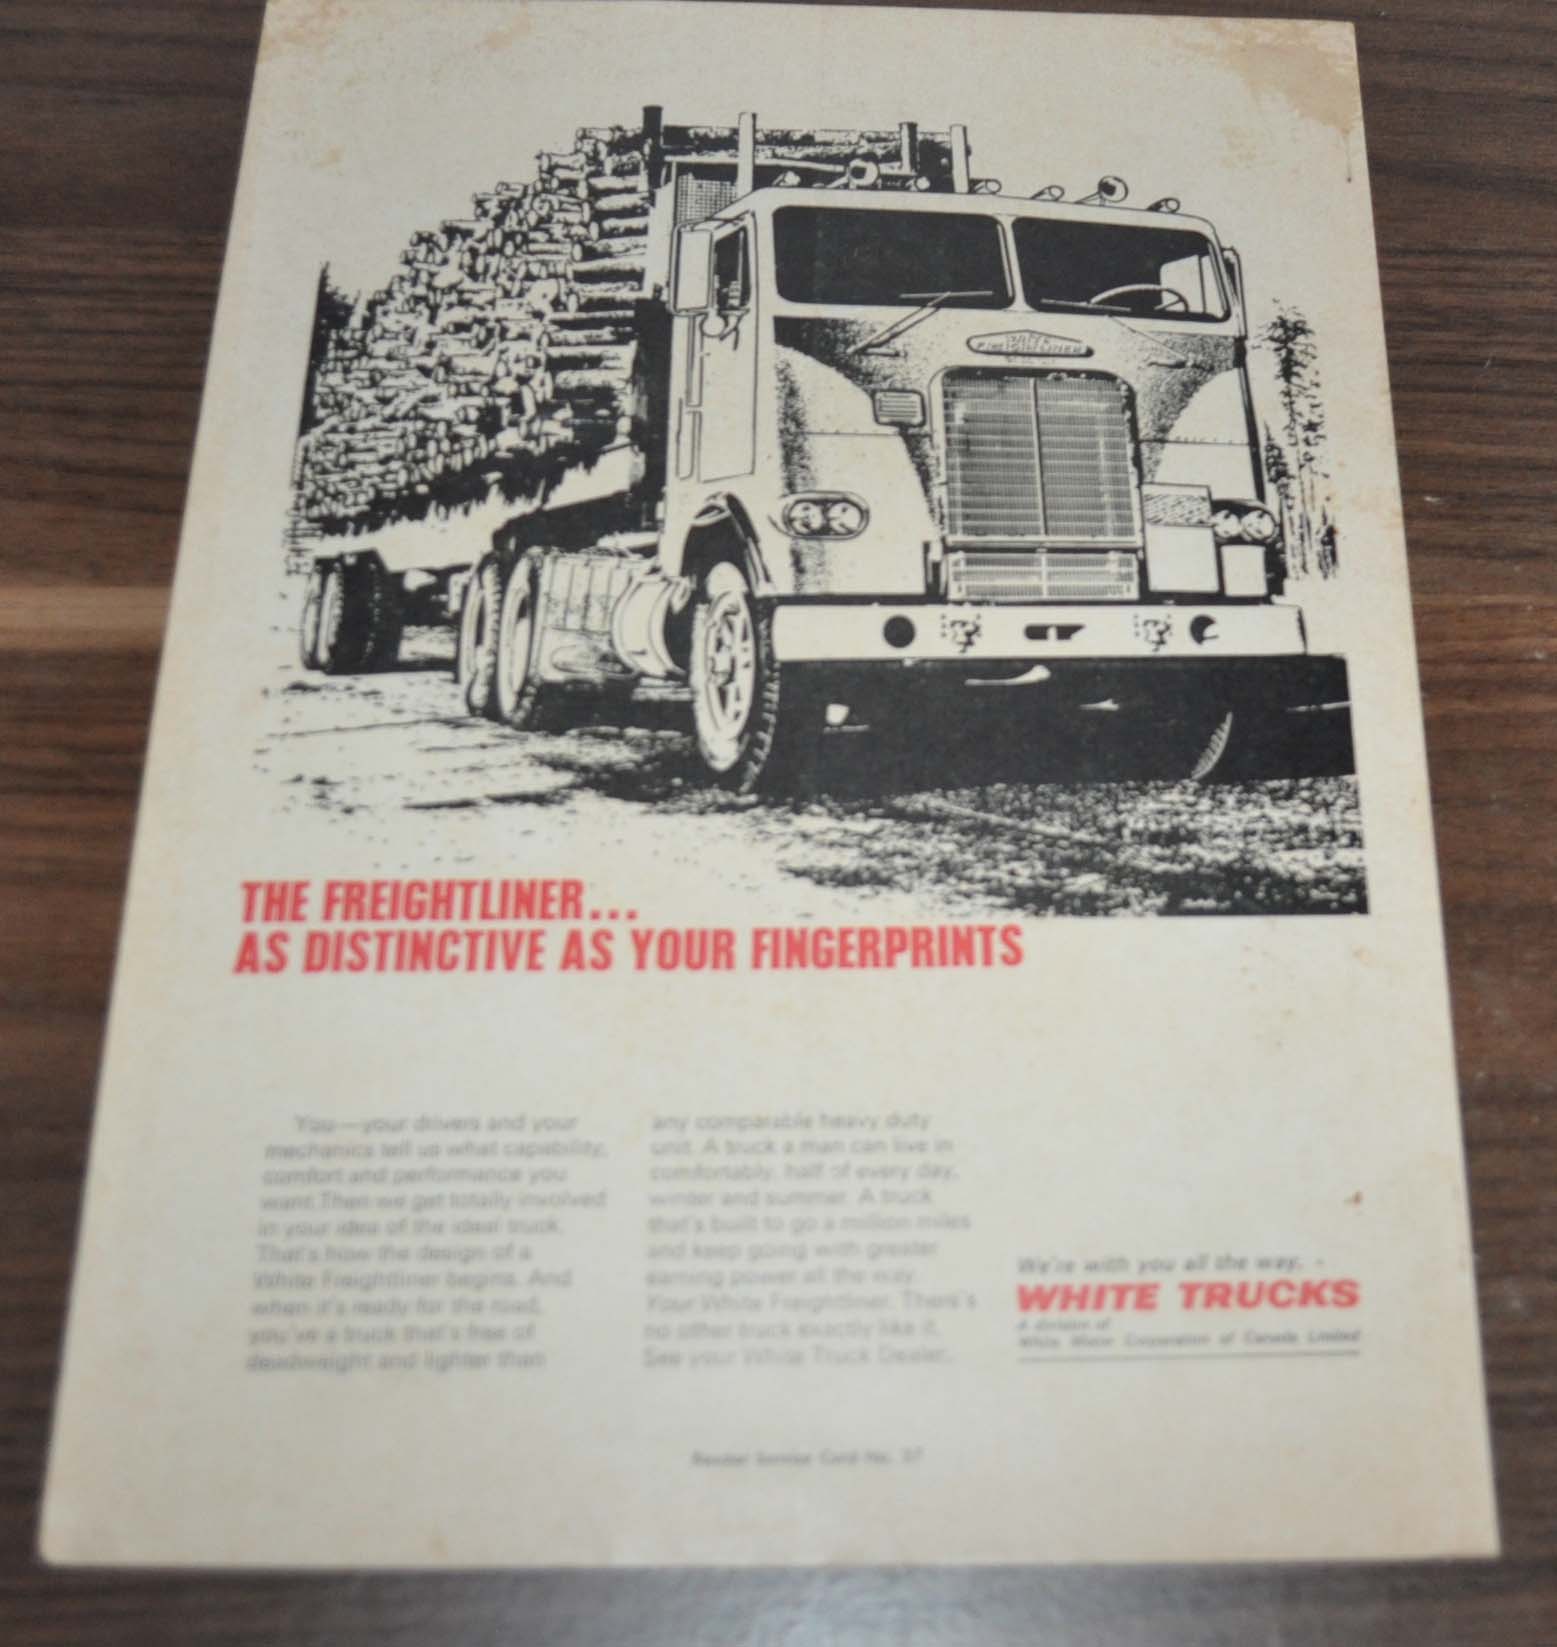 WHITE
FREIGHTLINER
THE FREIGHTLINER...
AS DISTINCTIVE AS YOUR FINGERPRINTS
You—your drivers and your
mechanics tell us what capability,
comfort and performance you
want. Then we get totally involved
in your idea of the ideal truck.
That's how the design of a
White Freightliner begins. And
when it's ready for the road,
you've a truck that's free of
deadweight and lighter than
any comparable heavy duty
unit. A truck a man can live in
comfortably, half of every day,
winter and summer. A truck
that's built to go a million miles
and keep going with greater
earning power all the way.
Your White Freightliner. There's
no other truck exactly like it.
See your White Truck Dealer.
We're with you all the way.
WHITE TRUCKS
A division of
White Motor Corporation of Canada Limited
Reader Service Card No. 37